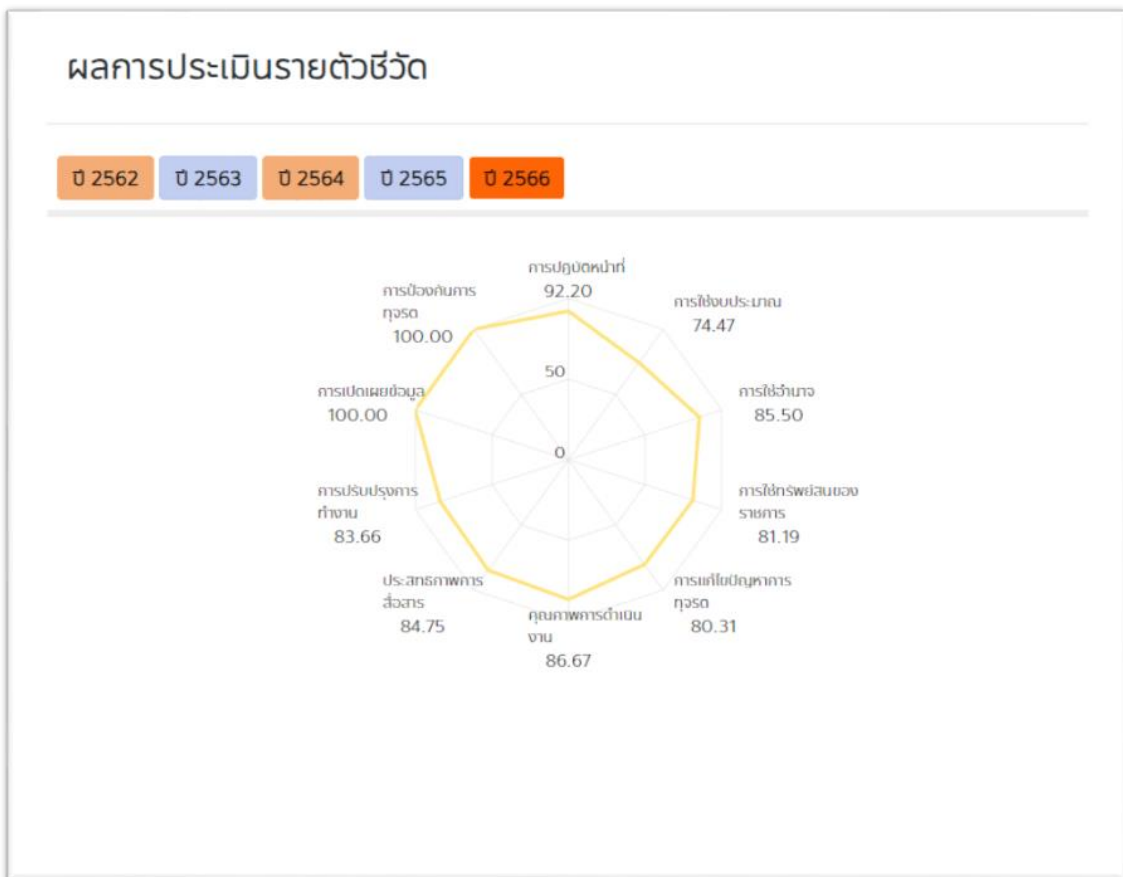 ผลการประเมินรายตัวชี้วัด
ปี 2562
ปี 2563
ปี 2564
ปี 2565
ปี 2566
การปฏิบัติหน้าที่
92.20
การใช้งบประมาณ
74.47
การใช้อำนาจ
85.50
การใช้ทรัพย์สินของ
ราชการ
81.19
การแก้ไขปัญหาการ
ทุจริต
80.31
คุณภาพการดำเนิน
งาน
86.67
ประสิทธิภาพการ
สื่อสาร
84.75
การปรับปรุงการ
ทำงาน
83.66
การเปิดเผยข้อมูล
100.00
การป้องกันการ
ทุจริต
100.00
50
0